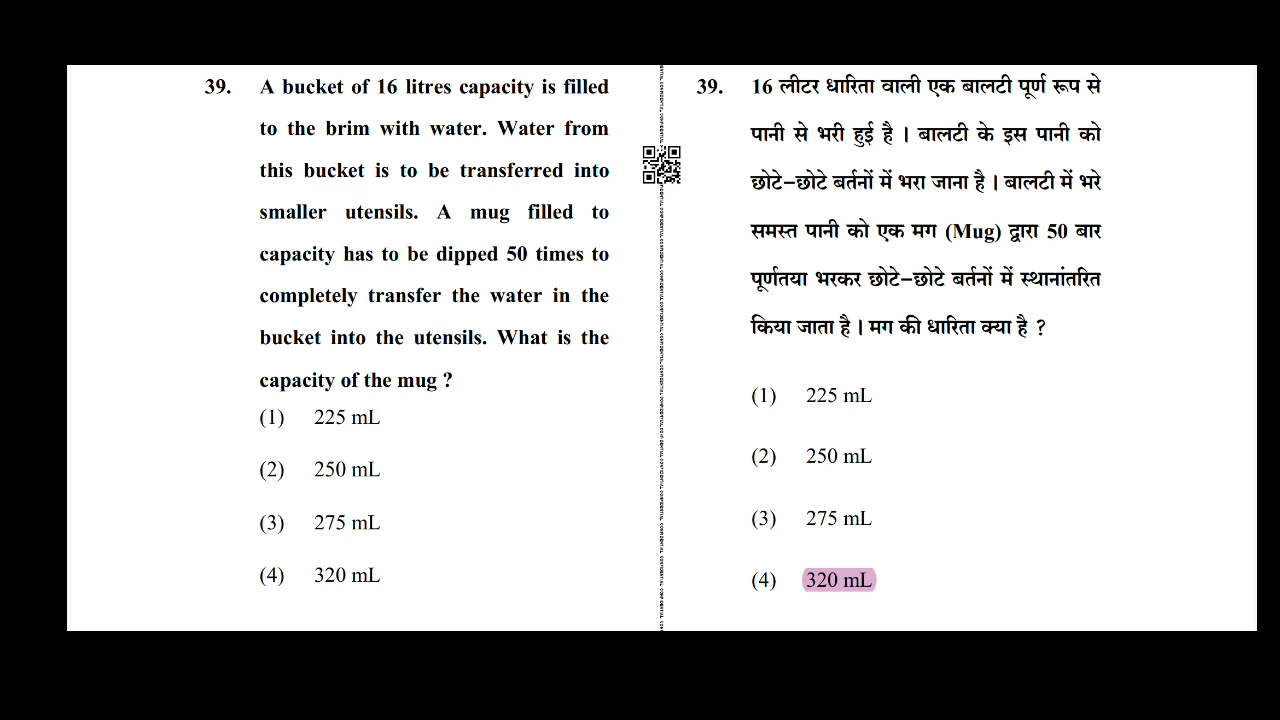 39. A bucket of 16 litres capacity is filled
to the brim with water. Water from
this bucket is to be transferred into
smaller utensils. A mug filled to
capacity has to be dipped 50 times to
completely transfer the water in the
bucket into the utensils. What is the
capacity of the mug ?
(1) 225 mL
(2) 250 mL
(3) 275 mL
(4) 320 mL
39. 16 लीटर धारिता वाली एक बालटी पूर्ण रूप से
पानी से भरी हुई है । बालटी के इस पानी को
छोटे–छोटे बर्तनों में भरा जाना है । बालटी में भरे
समस्त पानी को एक मग (Mug) द्वारा 50 बार
पूर्णतया भरकर छोटे–छोटे बर्तनों में स्थानांतरित
किया जाता है । मग की धारिता क्या है ?
(1) 225 mL
(2) 250 mL
(3) 275 mL
(4) 320 mL